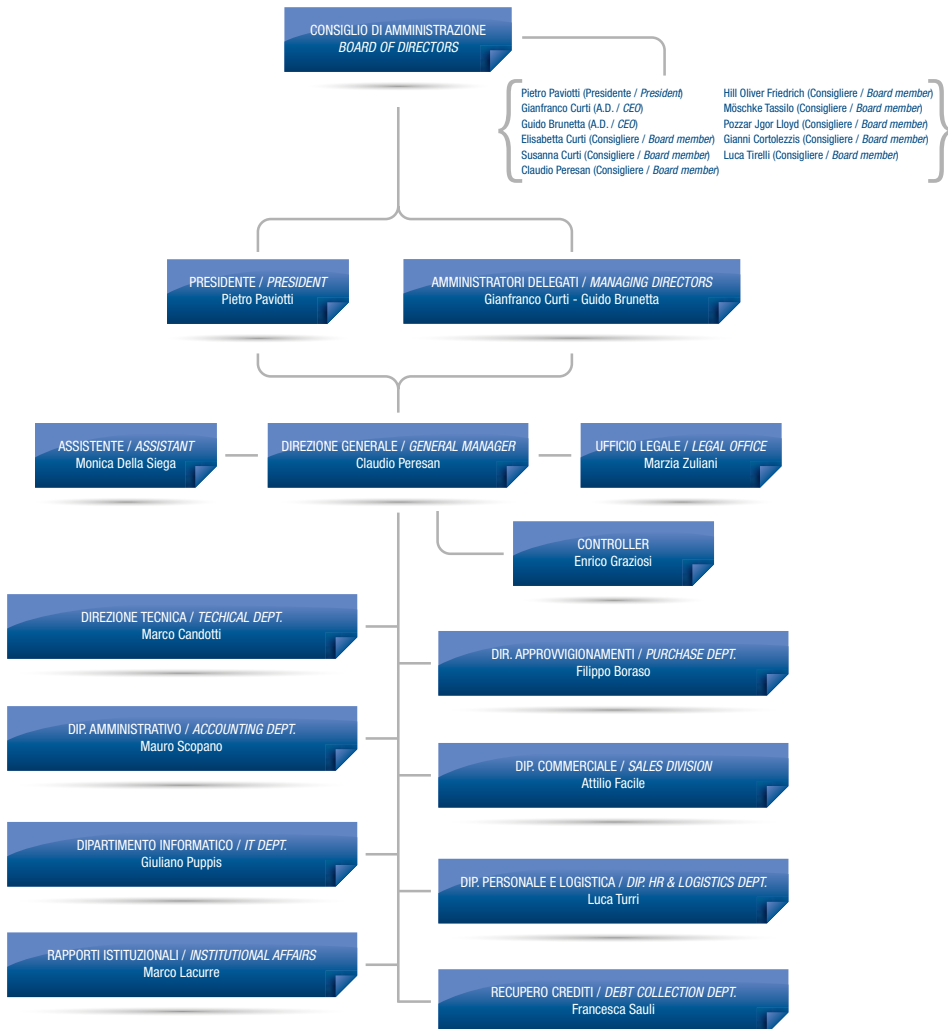 CONSIGLIO DI AMMINISTRAZIONE
BOARD OF DIRECTORS
Pietro Paviotti (Presidente / President)
Gianfranco Curti (A.D. / CEO)
Guido Brunetta (A.D. / CEO)
Elisabetta Curti (Consigliere / Board member)
Susanna Curti (Consigliere / Board member)
Claudio Peresan (Consigliere / Board member)
Hill Oliver Friedrich (Consigliere / Board member)
Möschke Tassilo (Consigliere / Board member)
Pozzar Jgor Lloyd (Consigliere / Board member)
Gianni Cortolezzis (Consigliere / Board member)
Luca Tirelli (Consigliere / Board member)
PRESIDENTE / PRESIDENT
Pietro Paviotti
AMMINISTRATORI DELEGATI / MANAGING DIRECTORS
Gianfranco Curti - Guido Brunetta
ASSISTENTE / ASSISTANT
Monica Della Siega
DIREZIONE GENERALE / GENERAL MANAGER
Claudio Peresan
UFFICIO LEGALE / LEGAL OFFICE
Marzia Zuliani
CONTROLLER
Enrico Graziosi
DIREZIONE TECNICA / TECHICAL DEPT.
Marco Candotti
DIR. APPROVVIGIONAMENTI / PURCHASE DEPT.
Filippo Boraso
DIP. AMMINISTRATIVO / ACCOUNTING DEPT.
Mauro Scopano
DIP. COMMERCIALE / SALES DIVISION
Attilio Facile
DIPARTIMENTO INFORMATICO / IT DEPT.
Giuliano Puppis
DIP. PERSONALE E LOGISTICA / DIP. HR & LOGISTICS DEPT.
Luca Turri
RAPPORTI ISTITUZIONALI / INSTITUTIONAL AFFAIRS
Marco Lacurre
RECUPERO CREDITI / DEBT COLLECTION DEPT.
Francesca Sauli